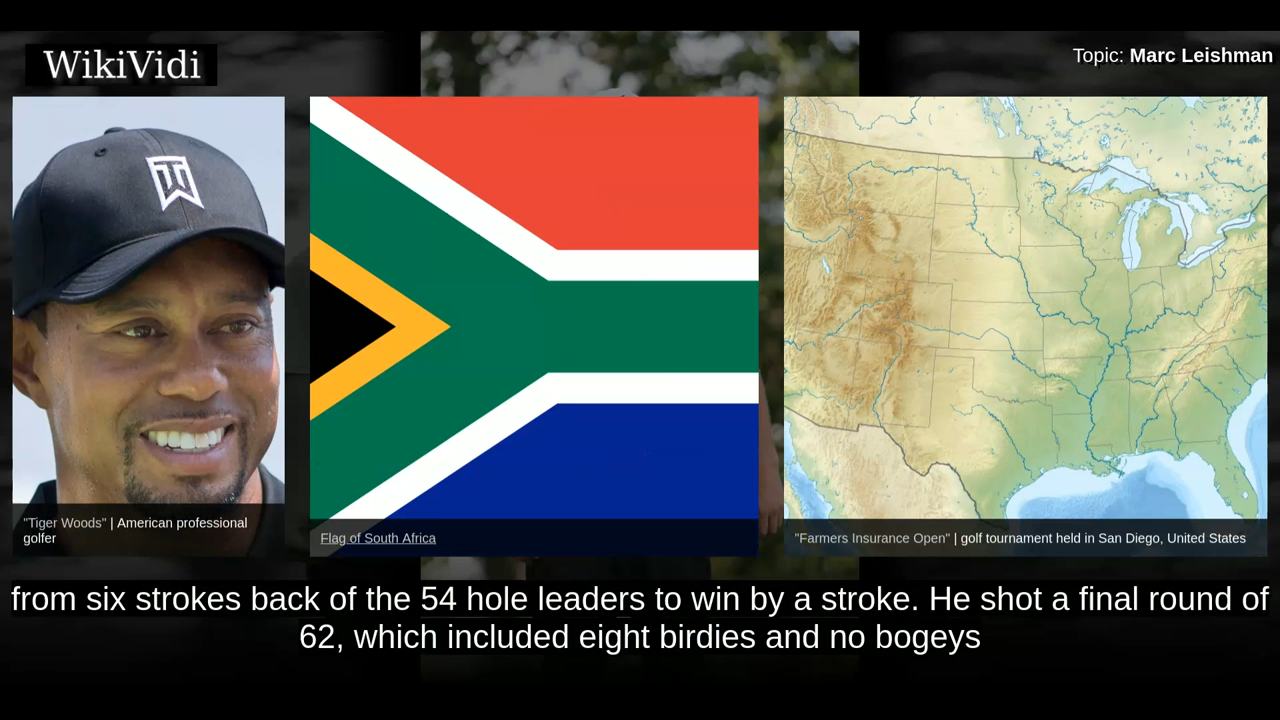 WikiVidi
Topic: Marc Leishman
"Tiger Woods" | American professional
golfer
Flag of South Africa
"Farmers Insurance Open" | golf tournament held in San Diego, United States
from six strokes back of the 54 hole leaders to win by a stroke. He shot a final round of
62, which included eight birdies and no bogeys